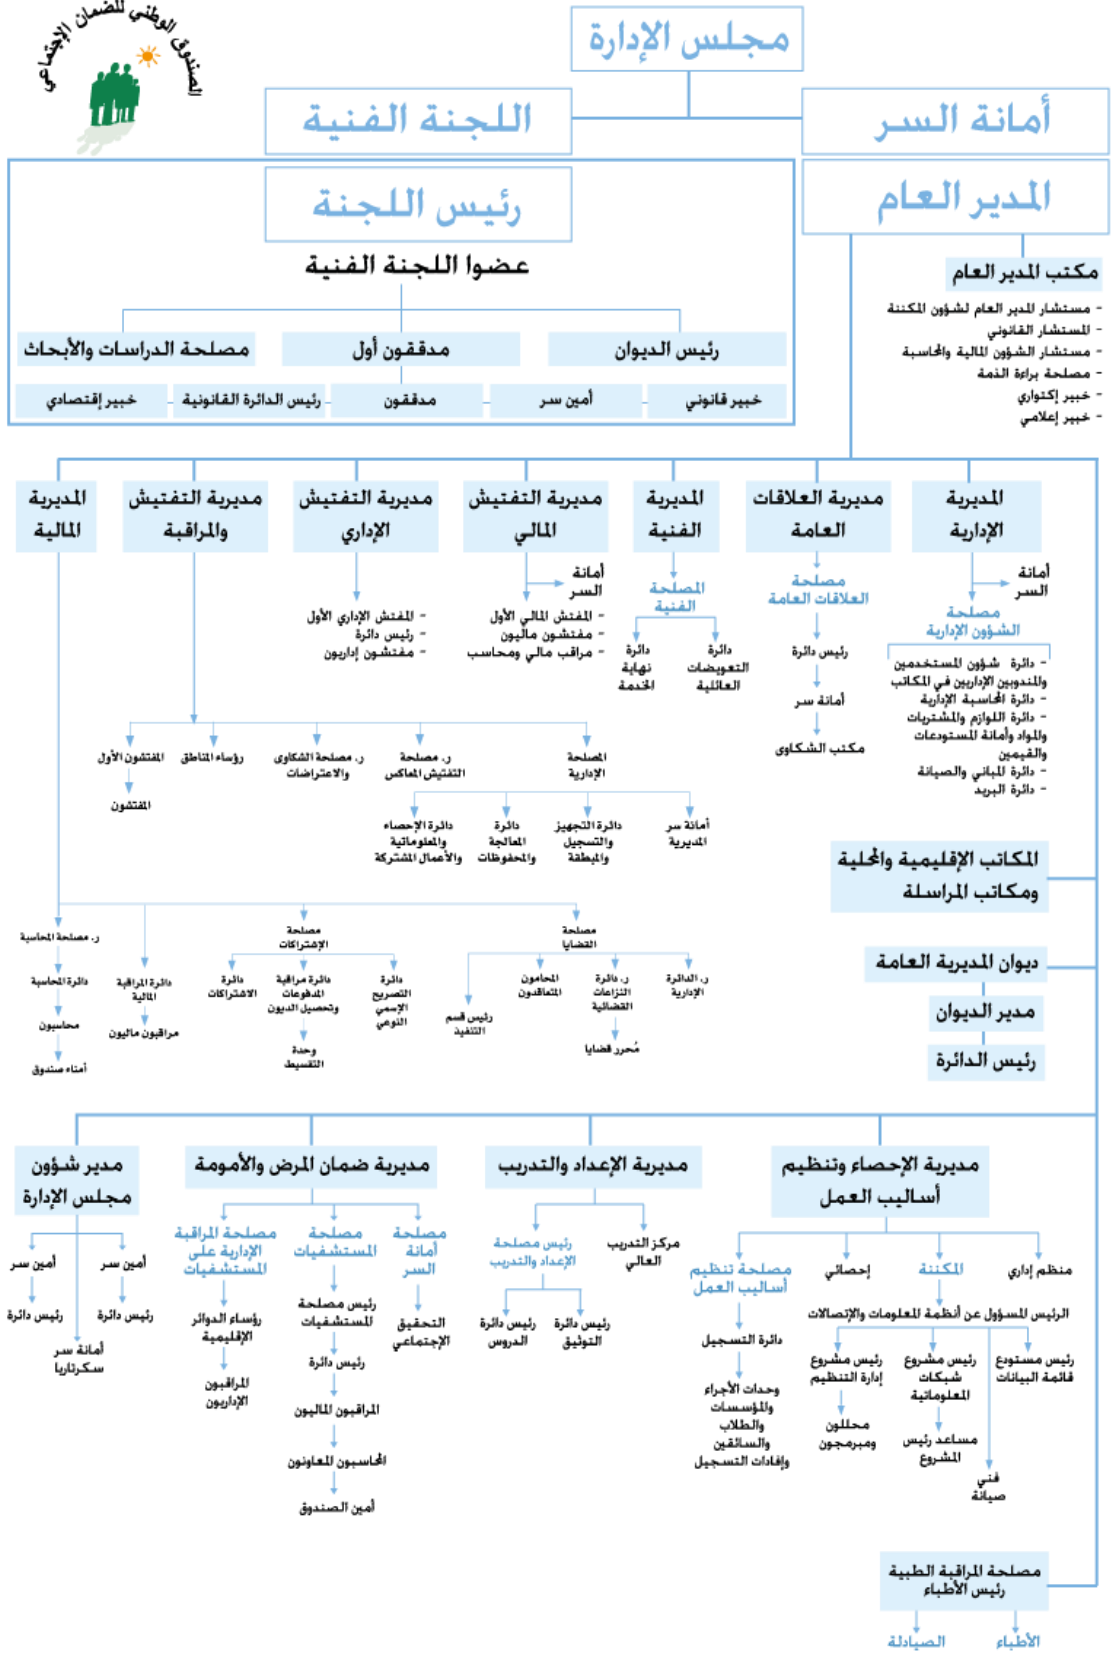 الصندوق الوطني للضمان الإجتماعي
مجلس الإدارة
أمانة السر
اللجنة الفنية
المدير العام
رئيس اللجنة
عضوا اللجنة الفنية
رئيس الديوان
مدققون أول
مصلحة الدراسات والأبحاث
خبير قانوني
أمين سر
مدققون
رئيس الدائرة القانونية
خبير إقتصادي
مكتب المدير العام
- مستشار المدير العام لشؤون المكننة
- المستشار القانوني
- مستشار الشؤون المالية والمحاسبة
- مصلحة براءة الذمة
- خبير إكتواري
- خبير إعلامي
المديرية
الإدارية
مديرية العلاقات
العامة
المديرية
الفنية
مديرية التفتيش
المالي
مديرية التفتيش
الإداري
مديرية التفتيش
والمراقبة
المديرية
المالية
أمانة
السر
مصلحة
الشؤون الإدارية
- دائرة شؤون المستخدمين
والمندوبين الإداريين في المكاتب
- دائرة المحاسبة الإدارية
- دائرة اللوازم والمشتريات
والمواد وأمانة المستودعات
والقيمين
- دائرة المباني والصيانة
- دائرة البريد
مصلحة
العلاقات العامة
رئيس دائرة
أمانة سر
مكتب الشكاوى
المصلحة
الفنية
دائرة
التعويضات
العائلية
دائرة
نهاية
الخدمة
أمانة
السر
- المفتش المالي الأول
- مفتشون ماليون
- مراقب مالي ومحاسب
- المفتش الإداري الأول
- رئيس دائرة
- مفتشون إداريون
المصلحة
الإدارية
ر. مصلحة
التفتيش المعاكس
ر. مصلحة الشكاوى
والاعتراضات
رؤساء المناطق
المفتشون الأول
المفتشون
أمانة سر
المديرية
دائرة التجهيز
والتسجيل
والمبطقة
دائرة
المعالجة
والمحفوظات
دائرة الإحصاء
والمعلوماتية
والأعمال المشتركة
المكاتب الإقليمية والمحلية
ومكاتب المراسلة
ديوان المديرية العامة
مدير الديوان
رئيس الدائرة
مصلحة
القضايا
مصلحة
الإشتراكات
ر. مصلحة المحاسبة
ر. الدائرة
الإدارية
ر. دائرة
النزاعات
القضائية
المحامون
المتعاقدون
رئيس قسم
التنفيذ
مُحرر قضايا
دائرة
التصريح
الإسمي
النوعي
دائرة مراقبة
المدفوعات
وتحصيل الديون
دائرة
الاشتراكات
وحدة
التقسيط
دائرة المراقبة
المالية
مراقبون ماليون
دائرة المحاسبة
محاسبون
أمناء صندوق
مديرية الإحصاء وتنظيم
أساليب العمل
مديرية الإعداد والتدريب
مديرية ضمان المرض والأمومة
مدير شؤون
مجلس الإدارة
منظم إداري
المكننة
إحصائي
مصلحة تنظيم
أساليب العمل
الرئيس المسؤول عن أنظمة المعلومات والإتصالات
رئيس مستودع
قائمة البيانات
رئيس مشروع
شبكات
المعلوماتية
رئيس مشروع
إدارة التنظيم
مساعد رئيس
المشروع
محللون
ومبرمجون
فني
صيانة
دائرة التسجيل
وحدات الأجراء
والمؤسسات
والطلاب
والسائقين
وإفادات التسجيل
مركز التدريب
العالي
رئيس مصلحة
الإعداد والتدريب
رئيس دائرة
التوثيق
رئيس دائرة
الدروس
مصلحة
أمانة
السر
التحقيق
الإجتماعي
مصلحة
المستشفيات
رئيس مصلحة
المستشفيات
رئيس دائرة
المراقبون الماليون
المحاسبون المعاونون
أمين الصندوق
مصلحة المراقبة
الإدارية على
المستشفيات
رؤساء الدوائر
الإقليمية
المراقبون
الإداريون
أمين سر
أمين سر
رئيس دائرة
رئيس دائرة
أمانة سر
سكرتاريا
مصلحة المراقبة الطبية
رئيس الأطباء
الأطباء
الصيادلة